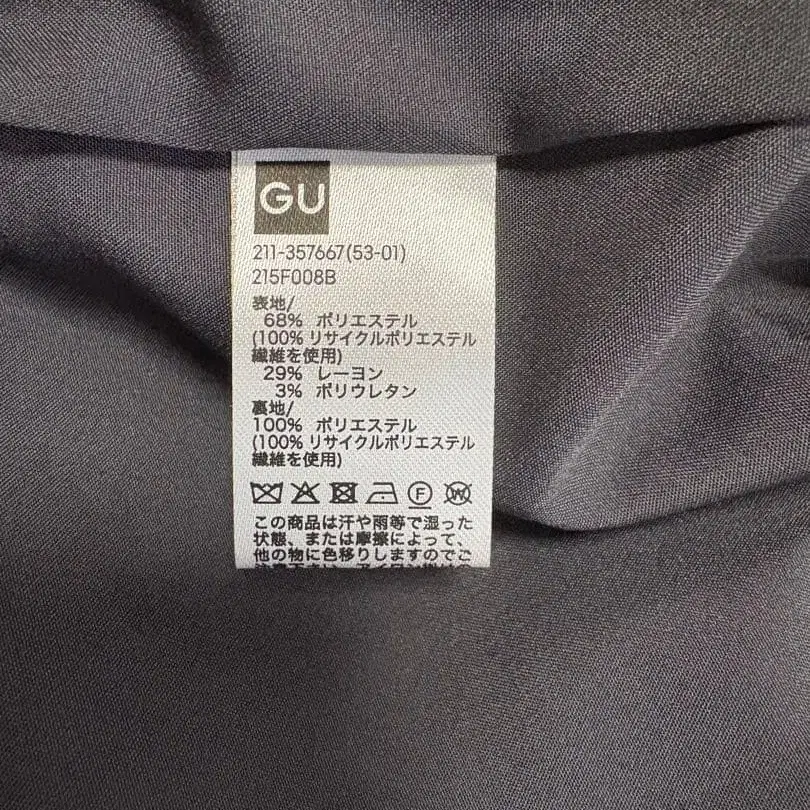 GU
211-357667(53-01)
215F008B
表地/
68% ポリエステル
(100% リサイクルポリエステル
繊維を使用)
29% レーヨン
3% ポリウレタン
裏地/
100% ポリエステル
(100% リサイクルポリエステル
繊維を使用)
F W
この商品は汗や雨等で湿った
状態、または摩擦によって、
他の物に色移りしますのでご